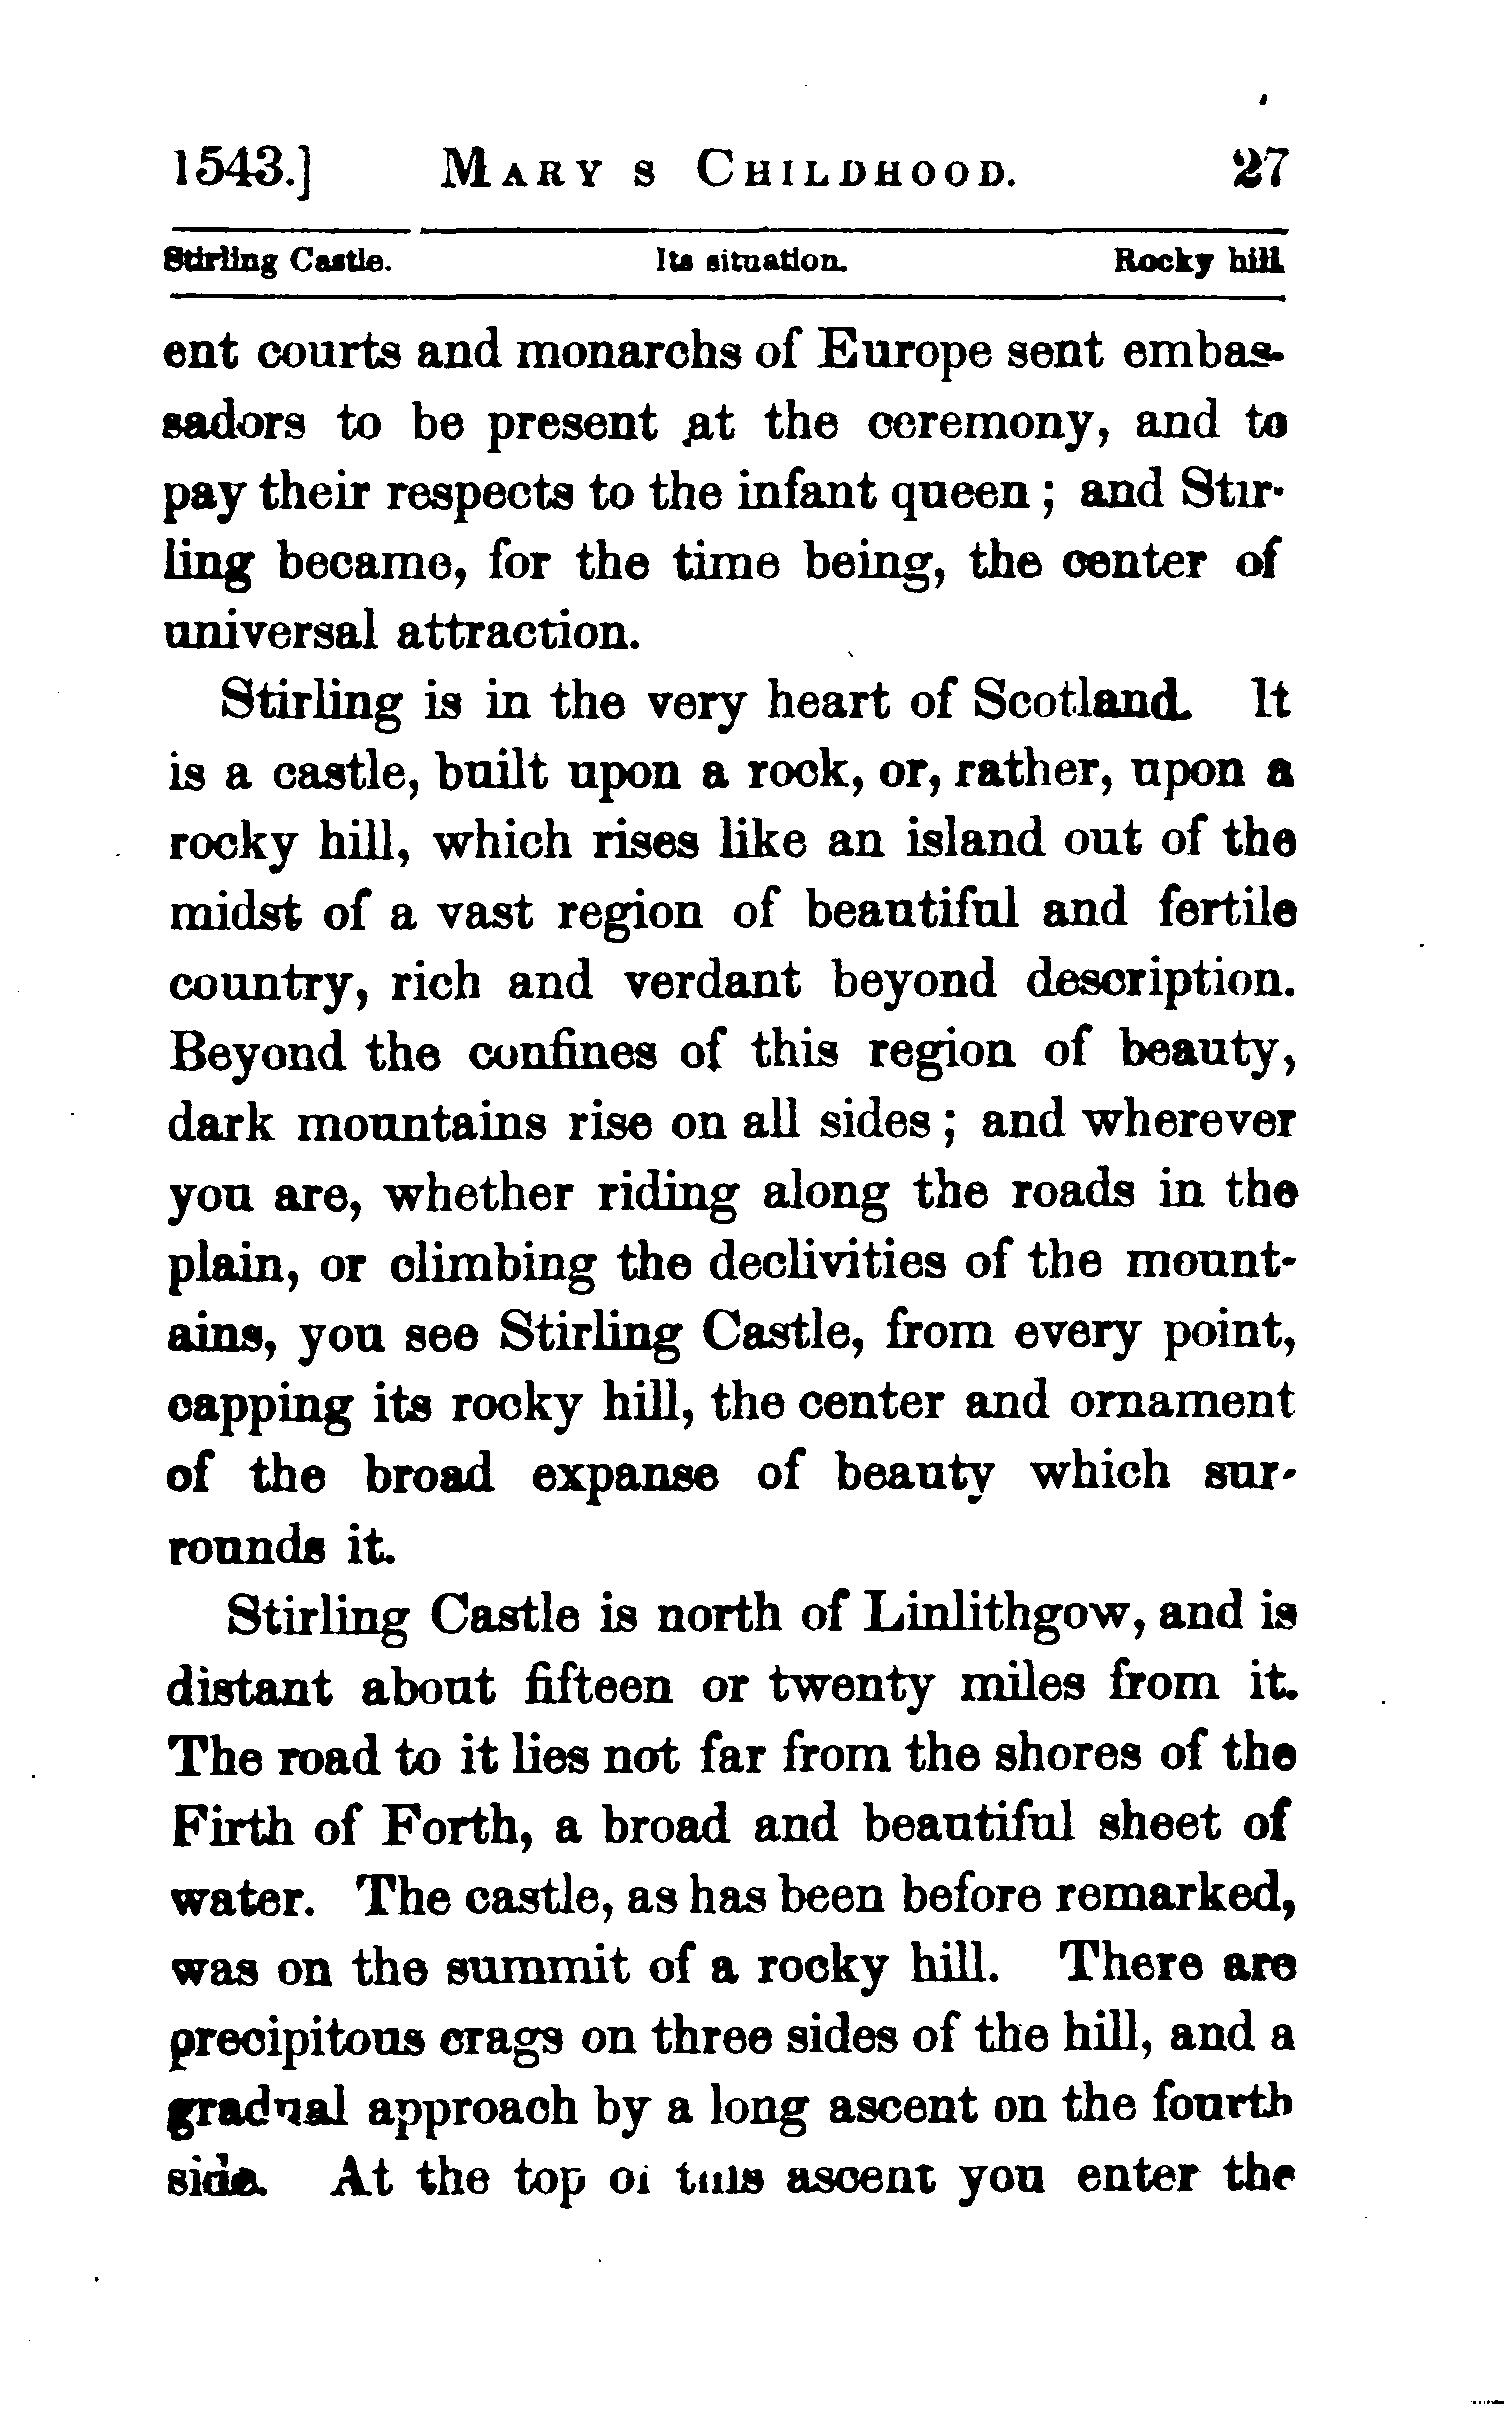 1543.] MARY S CHILDHOOD. 27
Stirling Castle. Its situation. Rocky hill.
ent courts and monarchs of Europe sent embas-
sadors to be present at the ceremony, and to
pay their respects to the infant queen; and Stir-
ling became, for the time being, the center of
universal attraction.
Stirling is in the very heart of Scotland. It
is a castle, built upon a rock, or, rather, upon a
rocky hill, which rises like an island out of the
midst of a vast region of beautiful and fertile
country, rich and verdant beyond description.
Beyond the confines of this region of beauty,
dark mountains rise on all sides; and wherever
you are, whether riding along the roads in the
plain, or climbing the declivities of the mount-
ains, you see Stirling Castle, from every point,
capping its rocky hill, the center and ornament
of the broad expanse of beauty which sur-
rounds it.
Stirling Castle is north of Linlithgow, and is
distant about fifteen or twenty miles from it.
The road to it lies not far from the shores of the
Firth of Forth, a broad and beautiful sheet of
water. The castle, as has been before remarked,
was on the summit of a rocky hill. There are
precipitous crags on three sides of the hill, and a
gradual approach by a long ascent on the fourth
side. At the top of this ascent you enter the